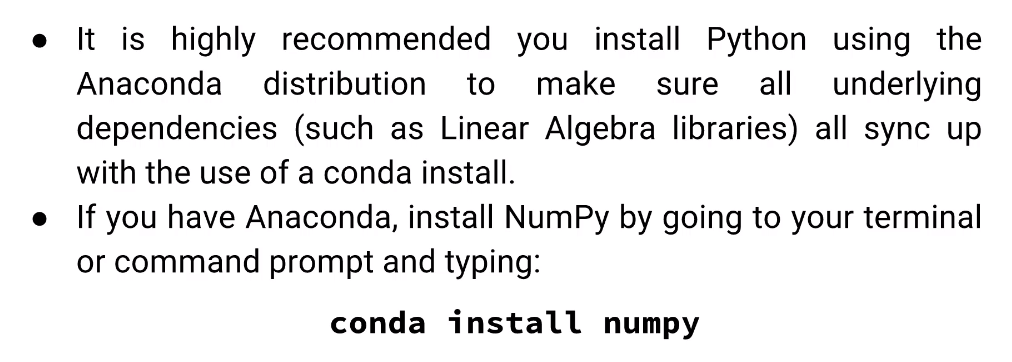 ● It is highly recommended you install Python using the
Anaconda distribution to make sure all underlying
dependencies (such as Linear Algebra libraries) all sync up
with the use of a conda install.
● If you have Anaconda, install NumPy by going to your terminal
or command prompt and typing:
conda install numpy